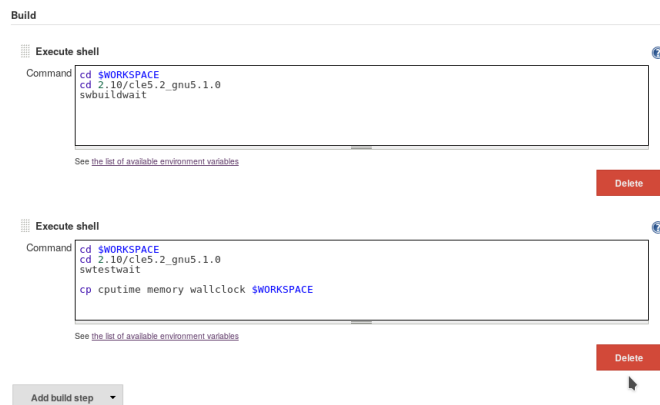 Build
Execute shell
Command
cd $WORKSPACE
cd 2.10/cle5.2_gnu5.1.0
swbuildwait
See the list of available environment variables
Delete
Execute shell
Command
cd $WORKSPACE
cd 2.10/cle5.2_gnu5.1.0
swtestwait
cp cputime memory wallclock $WORKSPACE
See the list of available environment variables
Delete
Add build step